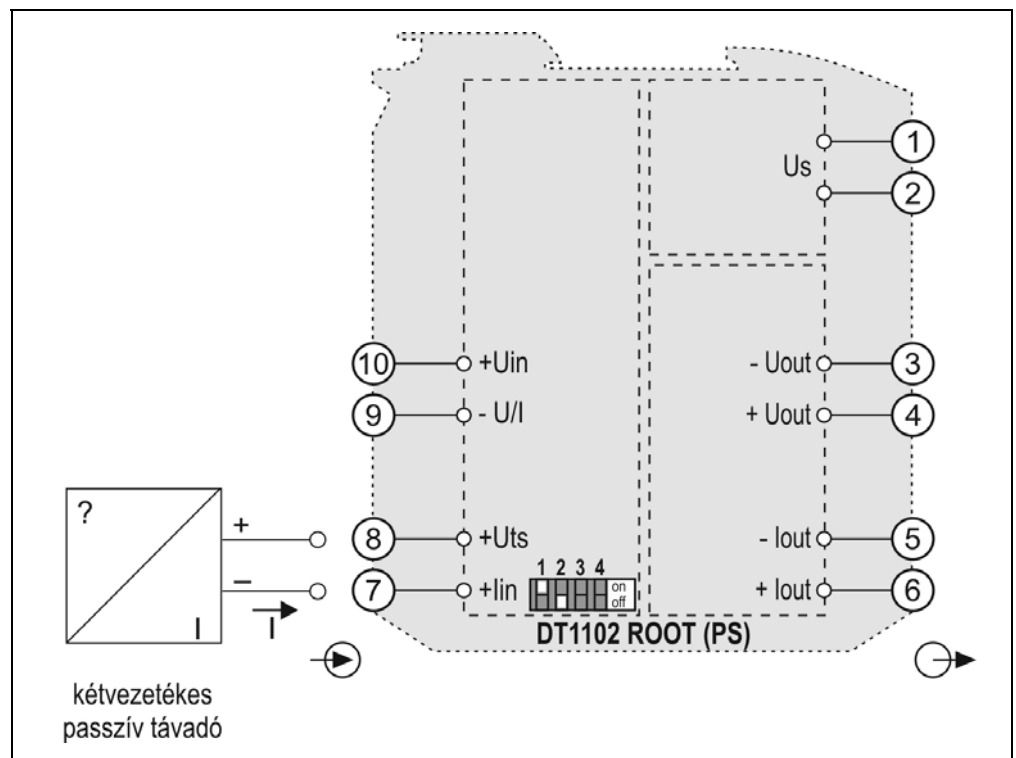 1
Us
2
10 +Uin - Uout 3
9 - U/I + Uout 4
?
+ 8 +Uts - Iout 5
1 2 3 4
on
– 7 +Iin off + Iout 6
I I
DT1102 ROOT (PS)
kétvezetékes
passzív távadó